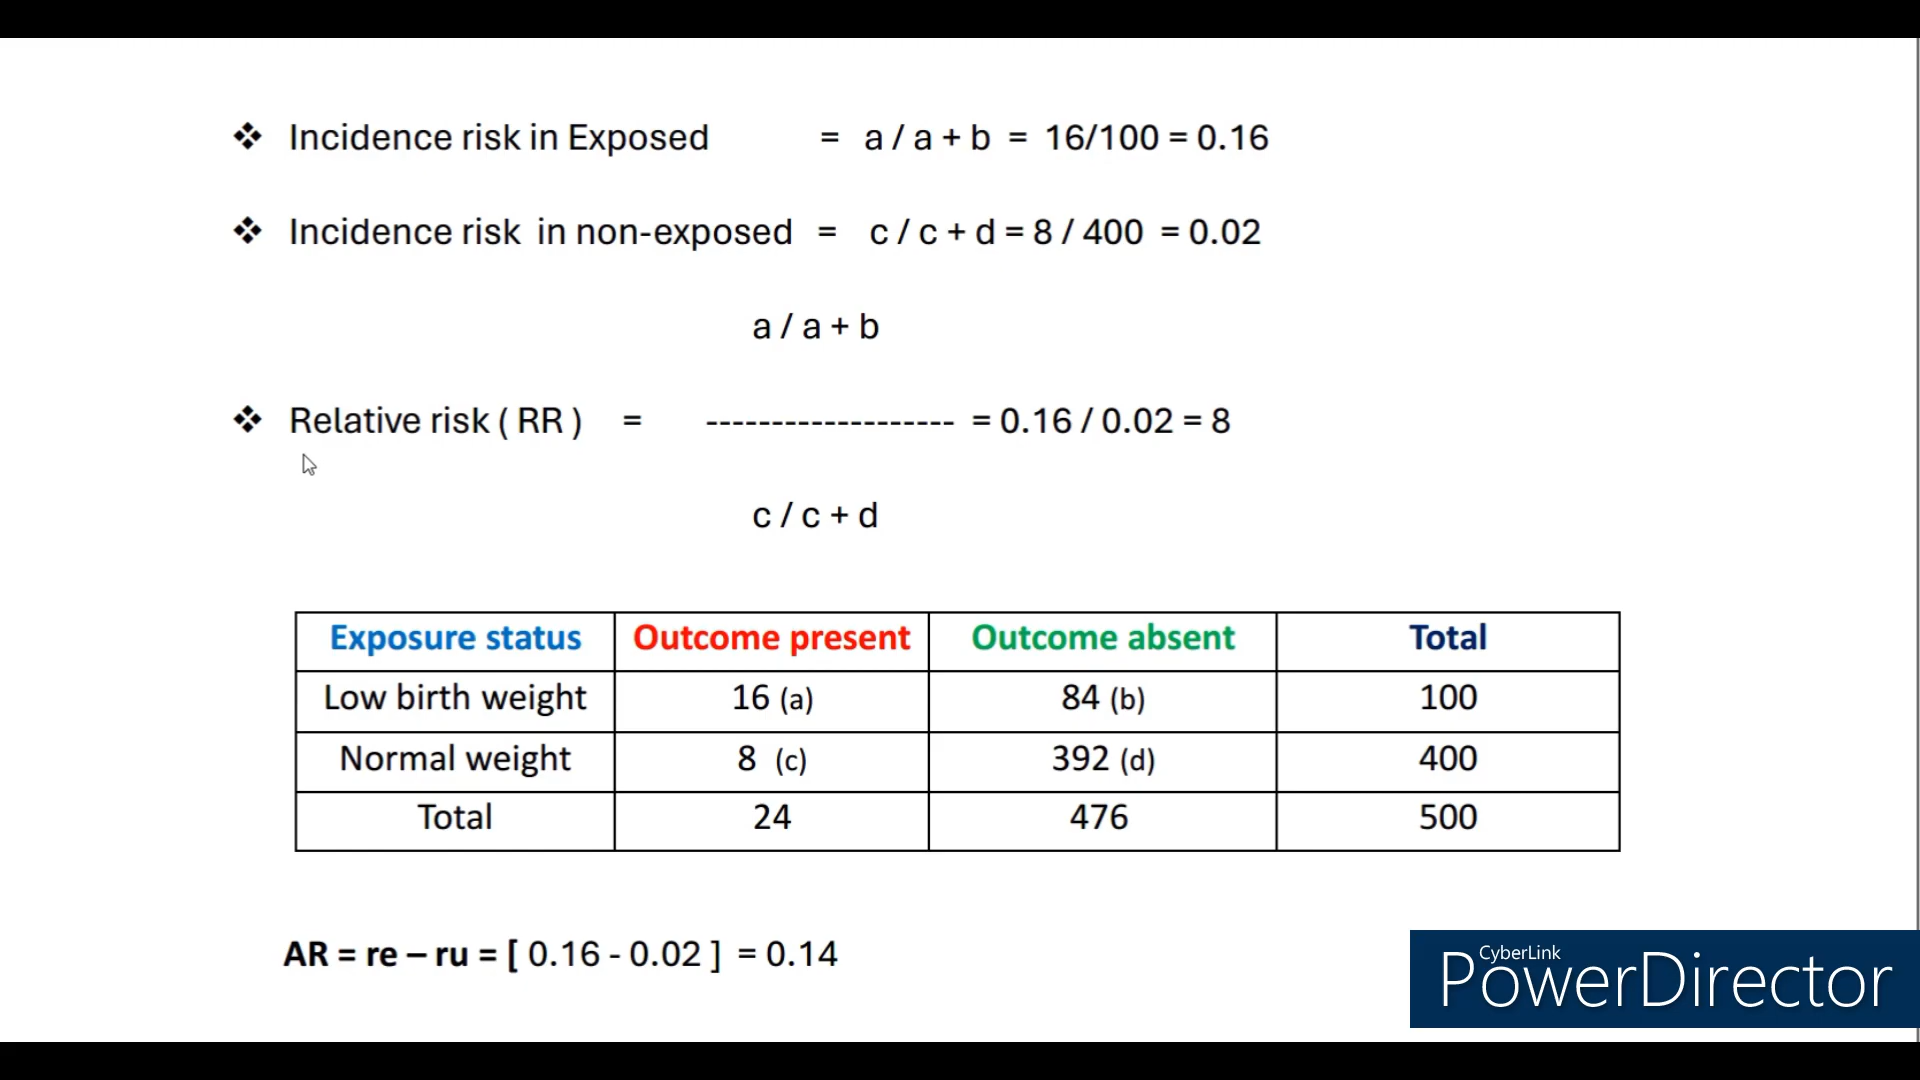 ❖ Incidence risk in Exposed = a / a + b = 16/100 = 0.16
❖ Incidence risk in non-exposed = c / c + d = 8 / 400 = 0.02
a / a + b
❖ Relative risk ( RR ) = ------------------- = 0.16 / 0.02 = 8
c / c + d
Exposure status Outcome present Outcome absent Total
Low birth weight 16 (a) 84 (b) 100
Normal weight 8 (c) 392 (d) 400
Total 24 476 500
AR = re – ru = [ 0.16 - 0.02 ] = 0.14
CyberLink
PowerDirector